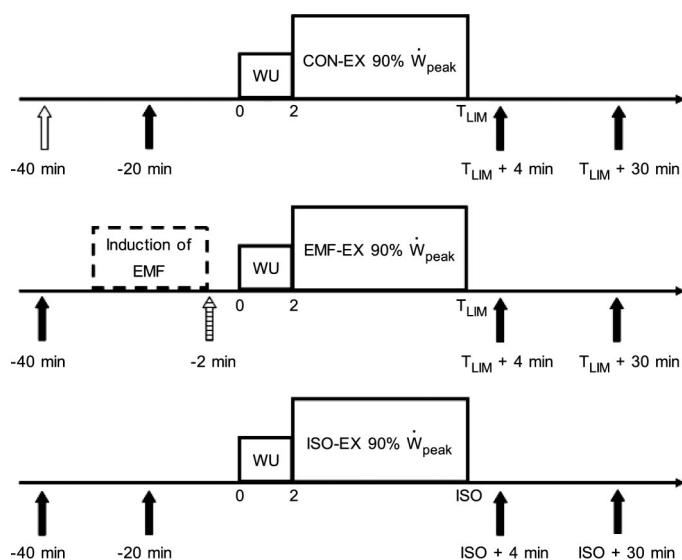 WU
CON-EX 90% Ẇpeak
0
2
TLIM
-40 min
-20 min
TLIM + 4 min
TLIM + 30 min
Induction of
EMF
WU
EMF-EX 90% Ẇpeak
0
2
TLIM
-40 min
-2 min
TLIM + 4 min
TLIM + 30 min
WU
ISO-EX 90% Ẇpeak
0
2
ISO
-40 min
-20 min
ISO + 4 min
ISO + 30 min